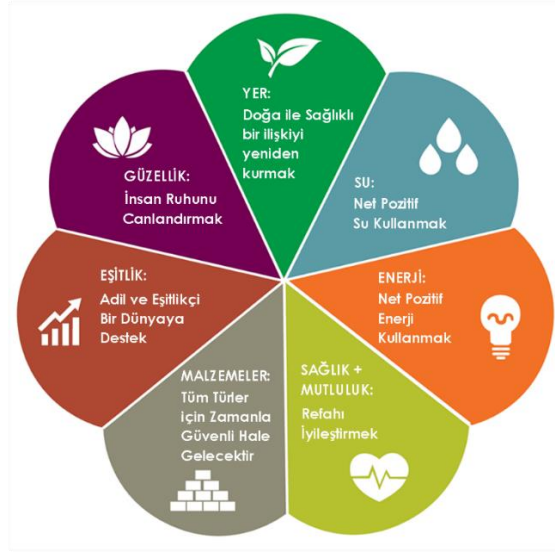 YER:
Doğa ile Sağlıklı
bir ilişkiyi
yeniden
kurmak
SU:
Net Pozitif
Su Kullanmak
ENERJİ:
Net Pozitif
Enerji
Kullanmak
SAĞLIK +
MUTLULUK:
Refahı
İyileştirmek
MALZEMELER:
Tüm Türler
için Zamanla
Güvenli Hale
Gelecektir
EŞİTLİK:
Adil ve Eşitlikçi
Bir Dünyaya
Destek
GÜZELLİK:
İnsan Ruhunu
Canlandırmak